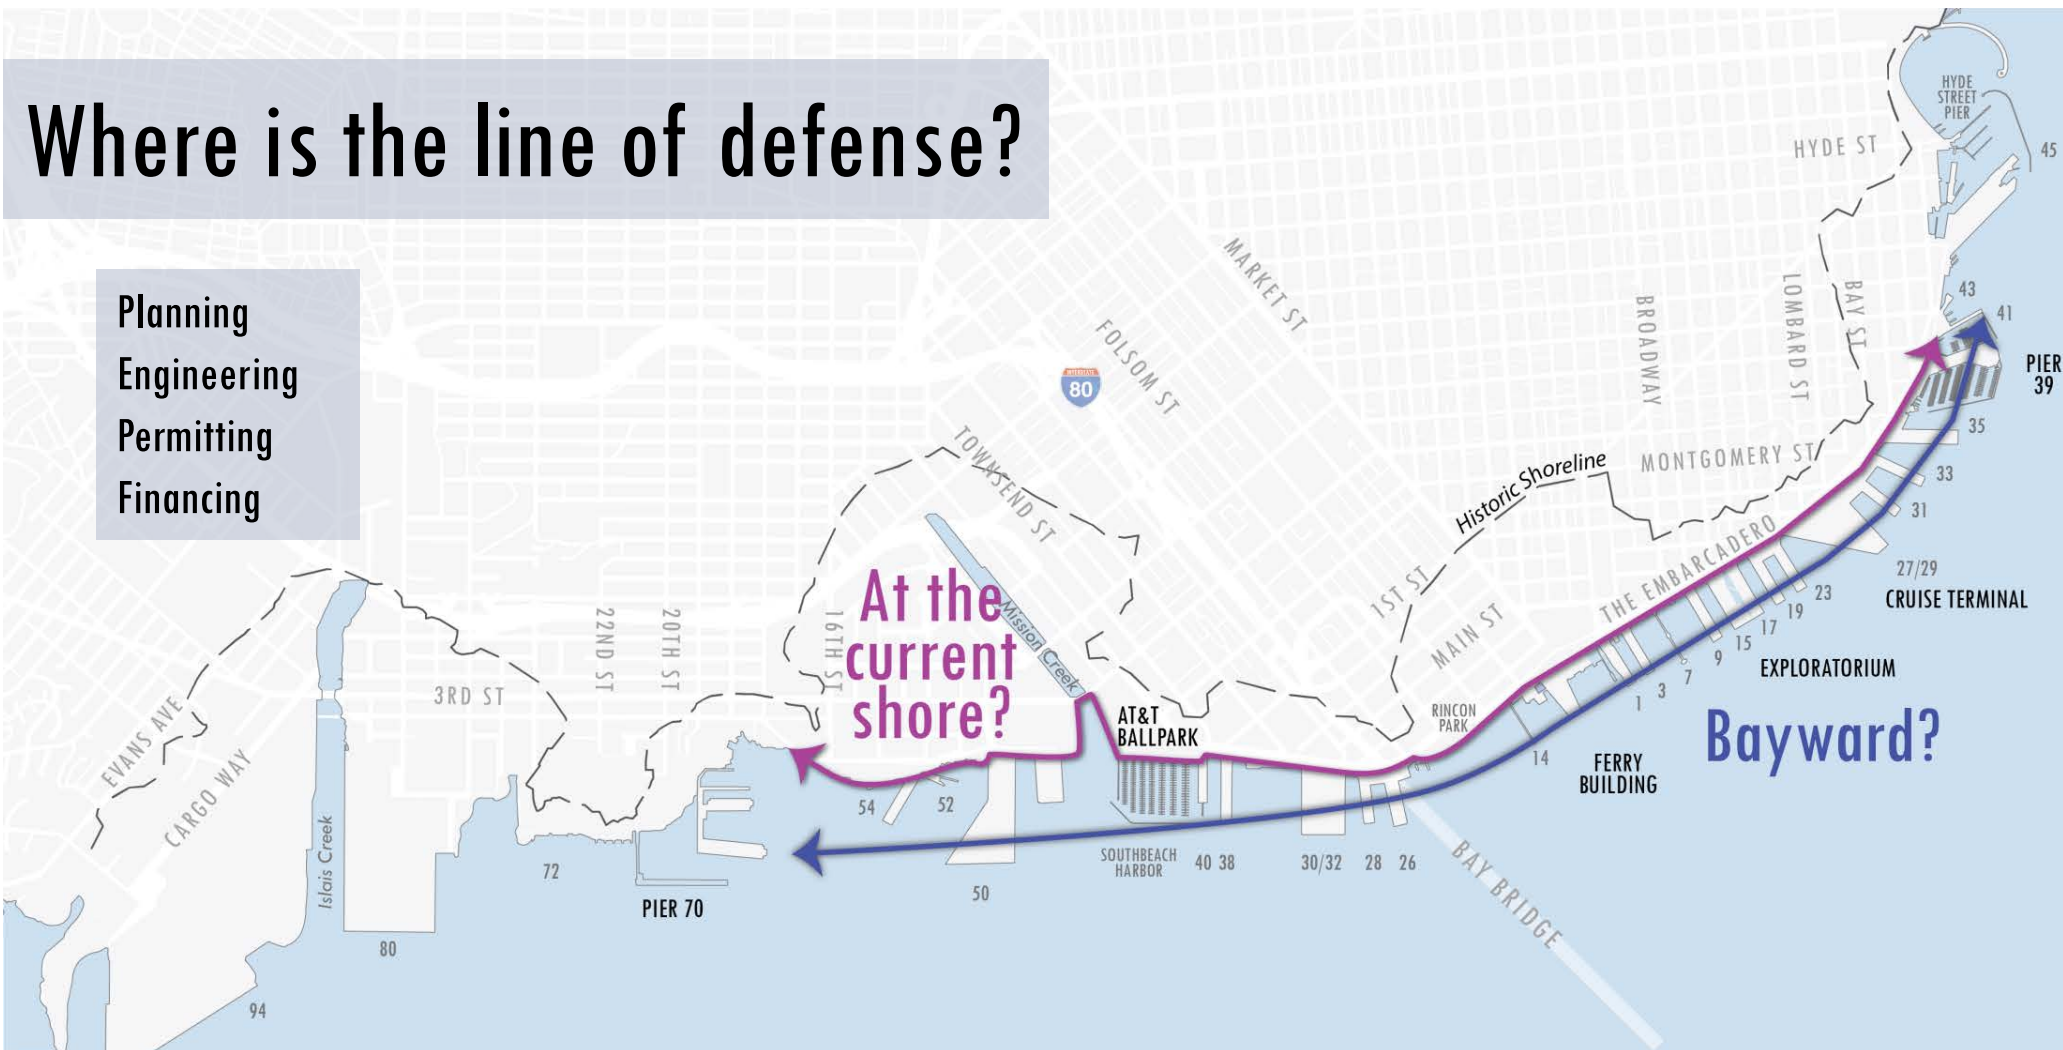 Where is the line of defense?
Planning
Engineering
Permitting
Financing
HYDE
STREET
PIER
HYDE ST
45
MARKET ST
FOLSOM ST
INTERSTATE
80
BROADWAY
LOMBARD ST
BAY ST
43
41
PIER
39
35
TOWNSEND ST
Historic Shoreline
MONTGOMERY ST
33
31
THE EMBARCADERO
27/29
CRUISE TERMINAL
23
19
17
15
9
7
3
1
EXPLORATORIUM
1ST ST
MAIN ST
At the
current
shore?
Mission Creek
22ND ST
20TH ST
16TH ST
3RD ST
EVANS AVE
CARGO WAY
AT&T
BALLPARK
RINCON
PARK
14
FERRY
BUILDING
Bayward?
54
52
SOUTHBEACH
HARBOR
40
38
30/32
28
26
BAY BRIDGE
50
72
PIER 70
Islais Creek
80
94